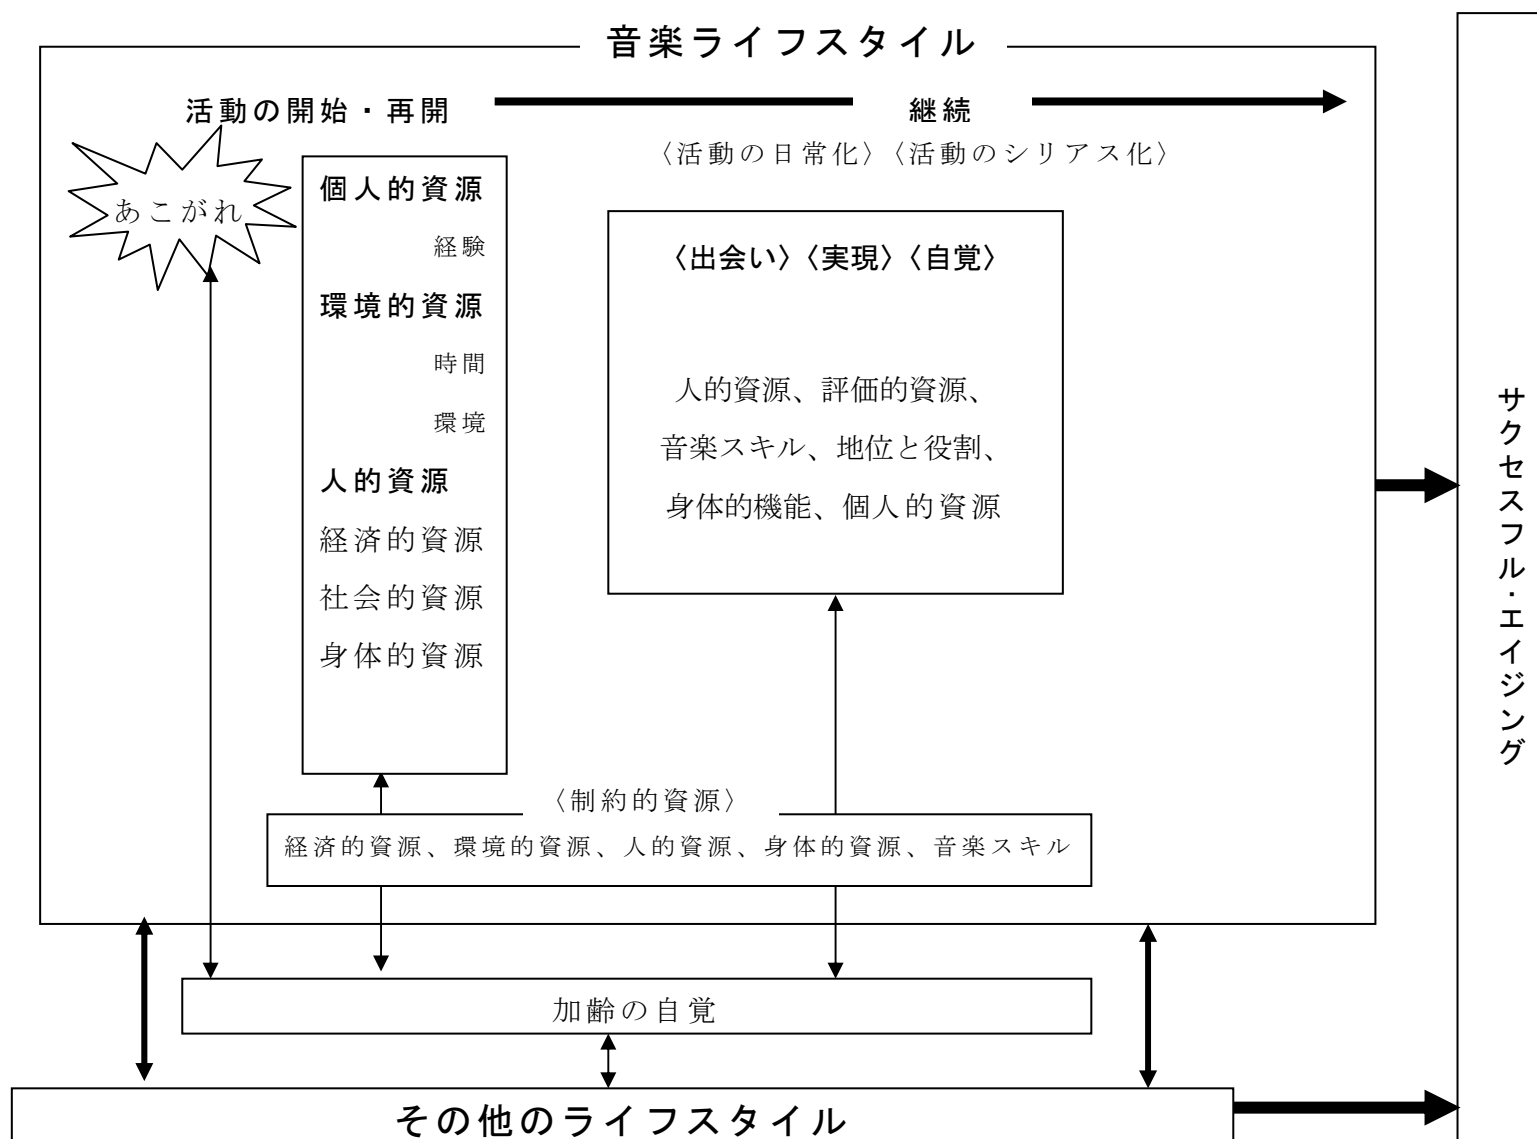 音楽ライフスタイル
活動の開始・再開
継続
〈活動の日常化〉〈活動のシリアス化〉
あこがれ
個人的資源
経験
環境的資源
時間
環境
人的資源
経済的資源
社会的資源
身体的資源
〈出会い〉〈実現〉〈自覚〉
人的資源、評価的資源、
音楽スキル、地位と役割、
身体的機能、個人的資源
〈制約的資源〉
経済的資源、環境的資源、人的資源、身体的資源、音楽スキル
加齢の自覚
その他のライフスタイル
サクセスフル・エイジング